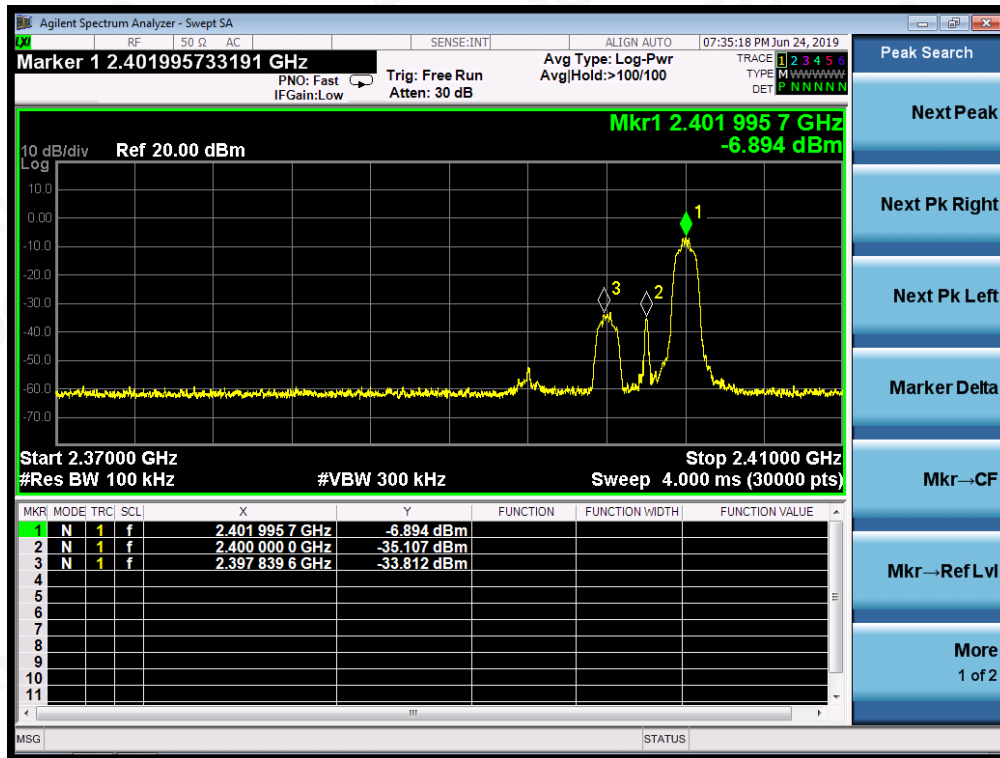 Agilent Spectrum Analyzer - Swept SA
LXI RF 50 Ω AC SENSE:INT ALIGN AUTO 07:35:18 PM Jun 24, 2019
Marker 1 2.401995733191 GHz
PNO: Fast
IFGain:Low
Trig: Free Run
Atten: 30 dB
Avg Type: Log-Pwr
Avg|Hold:>100/100
TRACE 1 2 3 4 5 6
TYPE M WWWWW
DET P N N N N N
Peak Search
Next Peak
Next Pk Right
Next Pk Left
Marker Delta
Mkr→CF
Mkr→Ref Lvl
More
1 of 2
Mkr1 2.401 995 7 GHz
-6.894 dBm
10 dB/div Ref 20.00 dBm
Log
10.0
0.00
-10.0
-20.0
-30.0
-40.0
-50.0
-60.0
-70.0
1
3
2
Start 2.37000 GHz Stop 2.41000 GHz
#Res BW 100 kHz #VBW 300 kHz Sweep 4.000 ms (30000 pts)
MKR MODE TRC SCL X Y FUNCTION FUNCTION WIDTH FUNCTION VALUE
1 N 1 f 2.401 995 7 GHz -6.894 dBm
2 N 1 f 2.400 000 0 GHz -35.107 dBm
3 N 1 f 2.397 839 6 GHz -33.812 dBm
4
5
6
7
8
9
10
11
MSG STATUS